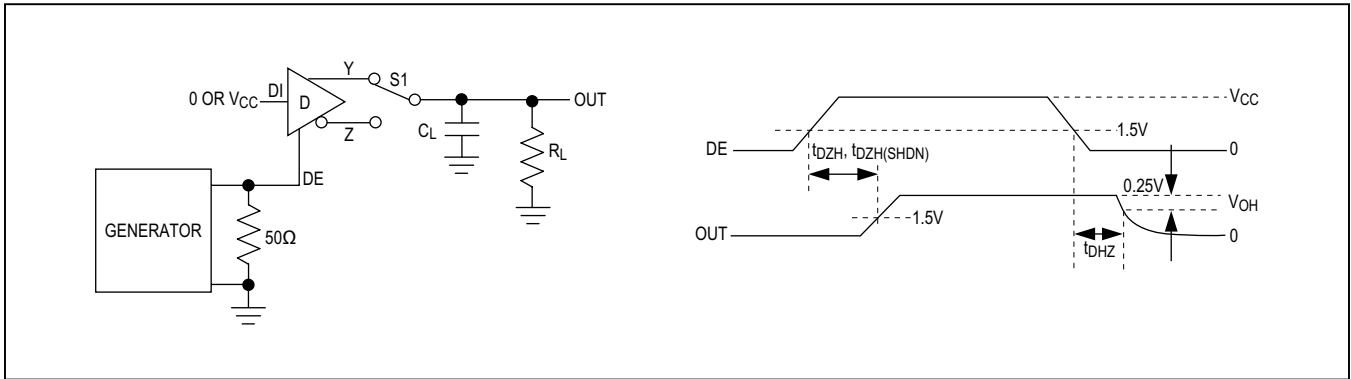 0 OR VCC
DI
D
Y
Z
S1
OUT
CL
RL
DE
GENERATOR
50Ω
DE
VCC
1.5V
0
tDZH, tDZH(SHDN)
0.25V
VOH
OUT
1.5V
0
tDHZ